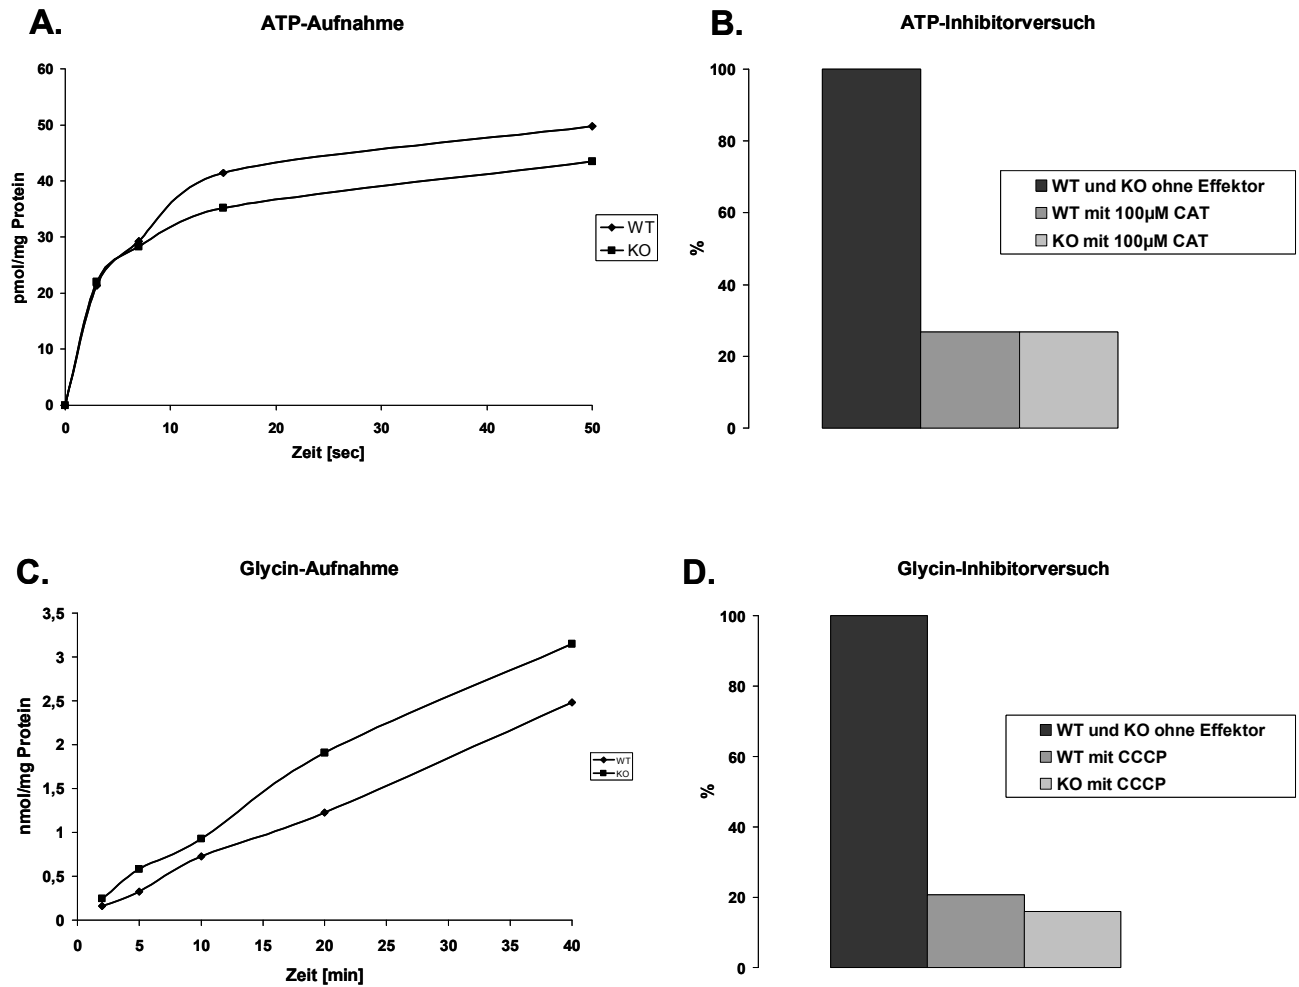 A.
ATP-Aufnahme
60
50
40
30
20
10
0
pmol/mg Protein
0 10 20 30 40 50
Zeit [sec]
WT
KO
B.
ATP-Inhibitorversuch
100
80
60
40
20
0
%
WT und KO ohne Effektor
WT mit 100µM CAT
KO mit 100µM CAT
C.
Glycin-Aufnahme
3,5
3
2,5
2
1,5
1
0,5
0
nmol/mg Protein
0 5 10 15 20 25 30 35 40
Zeit [min]
WT
KO
D.
Glycin-Inhibitorversuch
100
80
60
40
20
0
%
WT und KO ohne Effektor
WT mit CCCP
KO mit CCCP